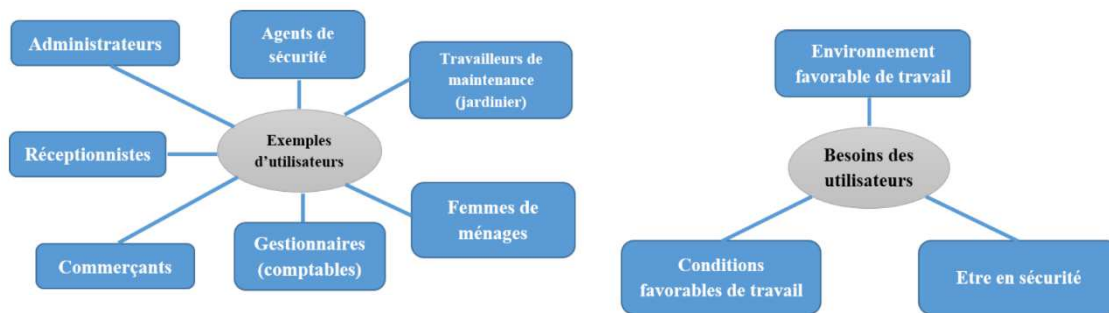 Administrateurs
Agents de
sécurité
Travailleurs de
maintenance
(jardinier)
Réceptionnistes
Exemples
d’utilisateurs
Commerçants
Gestionnaires
(comptables)
Femmes de
ménages
Environnement
favorable de travail
Besoins des
utilisateurs
Conditions
favorables de travail
Etre en sécurité